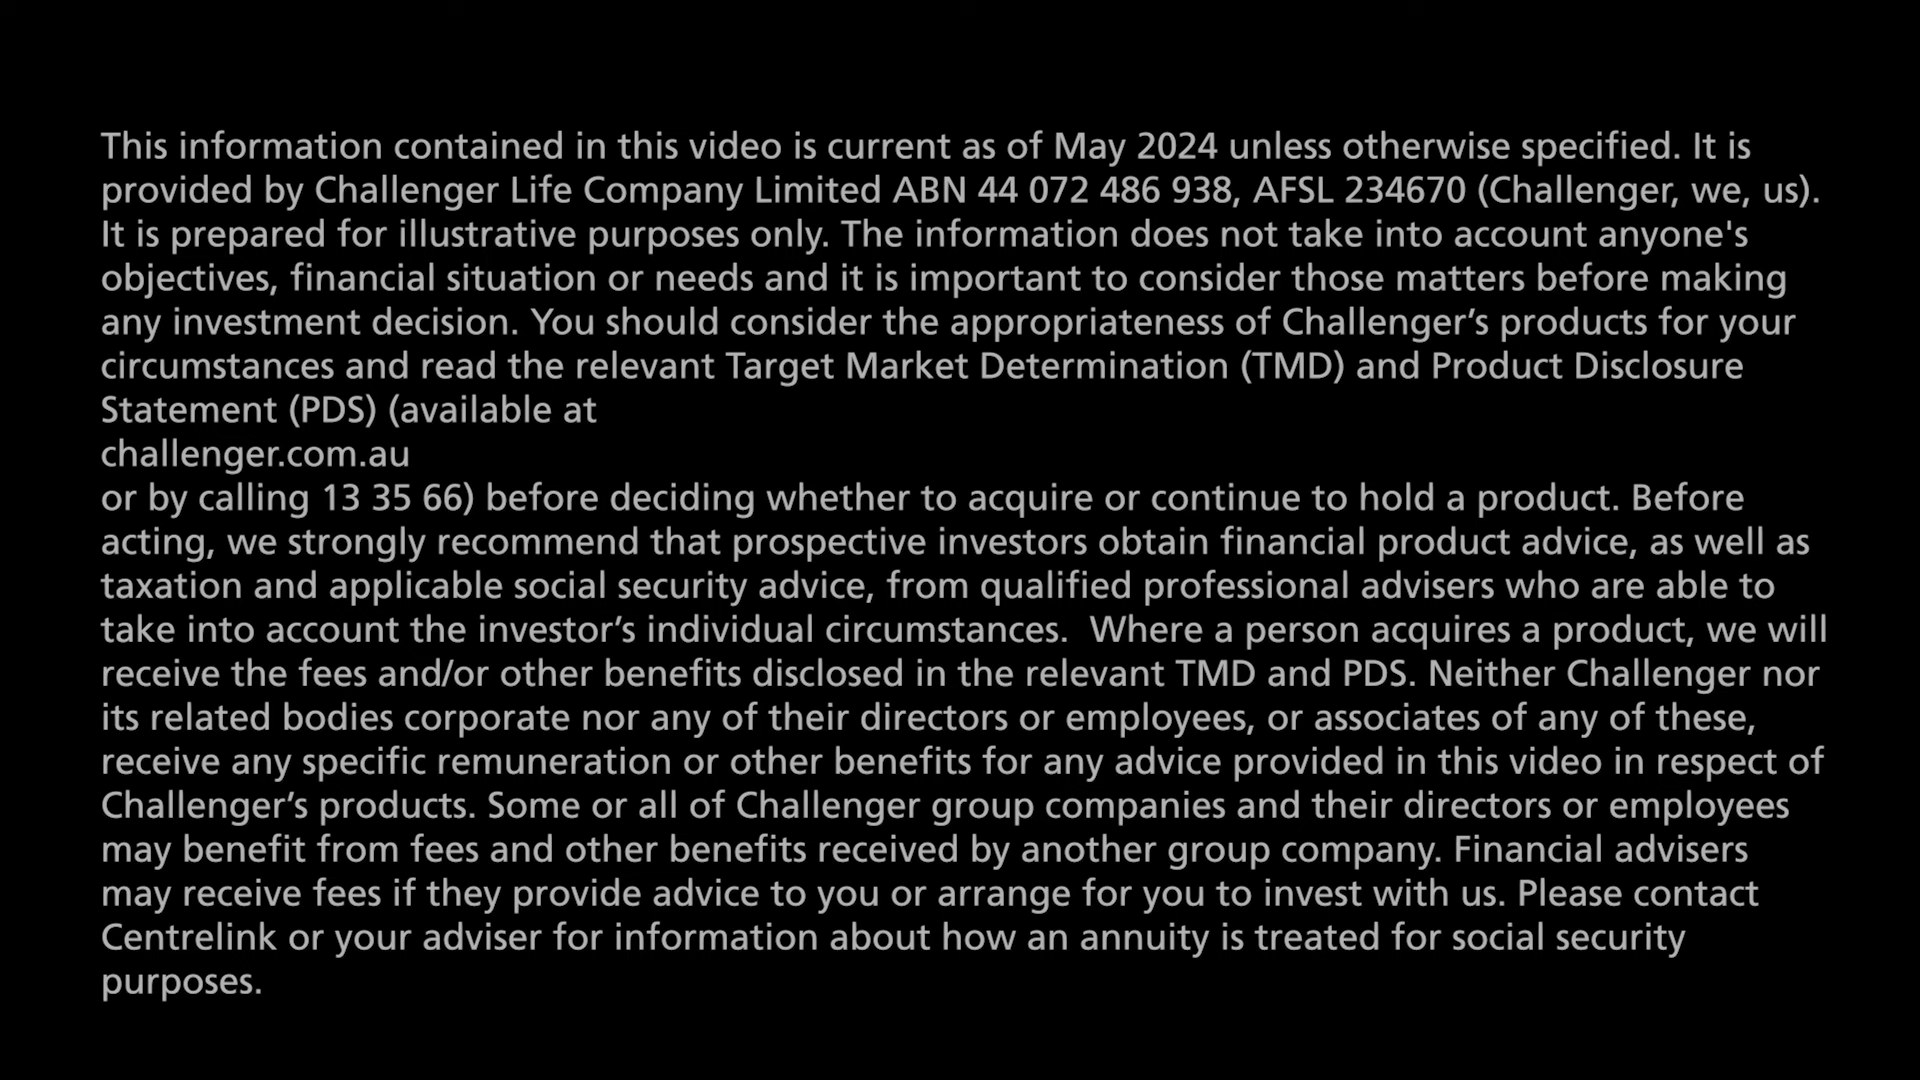 This information contained in this video is current as of May 2024 unless otherwise specified. It is
provided by Challenger Life Company Limited ABN 44 072 486 938, AFSL 234670 (Challenger, we, us).
It is prepared for illustrative purposes only. The information does not take into account anyone's
objectives, financial situation or needs and it is important to consider those matters before making
any investment decision. You should consider the appropriateness of Challenger’s products for your
circumstances and read the relevant Target Market Determination (TMD) and Product Disclosure
Statement (PDS) (available at
challenger.com.au
or by calling 13 35 66) before deciding whether to acquire or continue to hold a product. Before
acting, we strongly recommend that prospective investors obtain financial product advice, as well as
taxation and applicable social security advice, from qualified professional advisers who are able to
take into account the investor’s individual circumstances.  Where a person acquires a product, we will
receive the fees and/or other benefits disclosed in the relevant TMD and PDS. Neither Challenger nor
its related bodies corporate nor any of their directors or employees, or associates of any of these,
receive any specific remuneration or other benefits for any advice provided in this video in respect of
Challenger’s products. Some or all of Challenger group companies and their directors or employees
may benefit from fees and other benefits received by another group company. Financial advisers
may receive fees if they provide advice to you or arrange for you to invest with us. Please contact
Centrelink or your adviser for information about how an annuity is treated for social security
purposes.